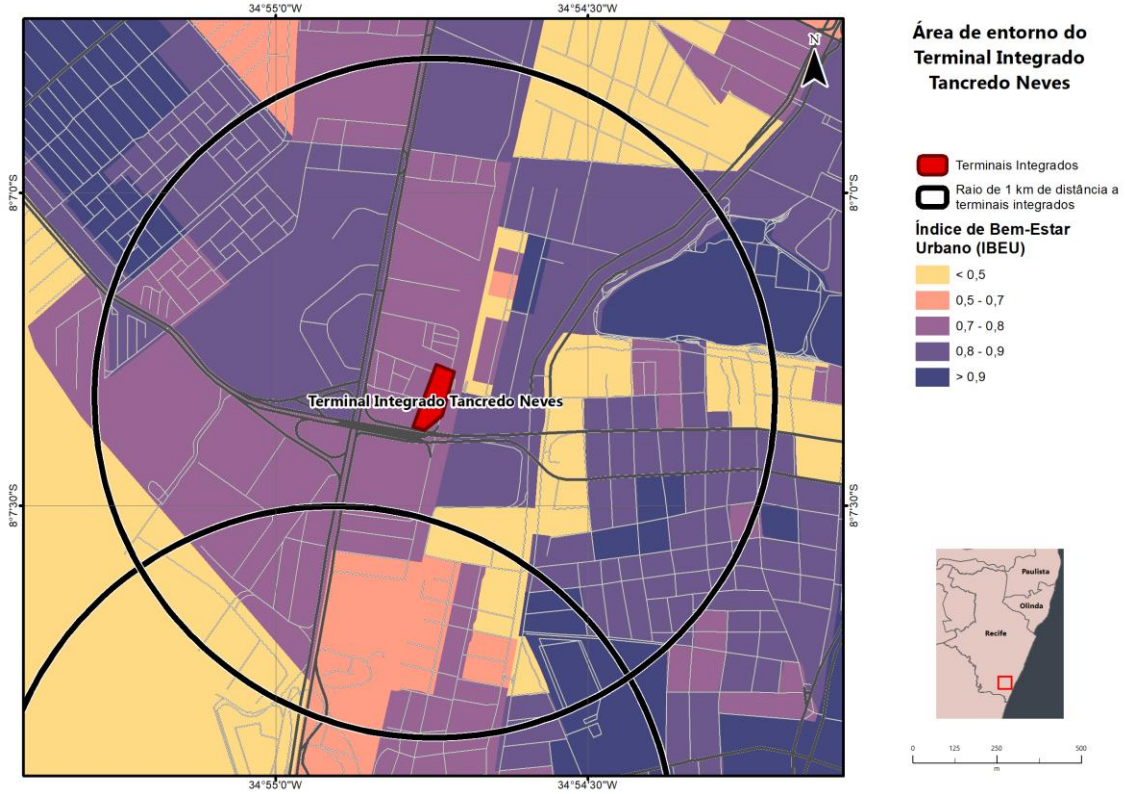 34°55'0"W
34°54'30"W
Área de entorno do
Terminal Integrado
Tancredo Neves
N
Terminais Integrados
Raio de 1 km de distância a
terminais integrados
Índice de Bem-Estar
Urbano (IBEU)
< 0,5
0,5 - 0,7
0,7 - 0,8
0,8 - 0,9
> 0,9
8°7'0"S
8°7'0"S
Terminal Integrado Tancredo Neves
8°7'30"S
8°7'30"S
Paulista
Olinda
Recife
0 125 250 500
m
34°55'0"W
34°54'30"W